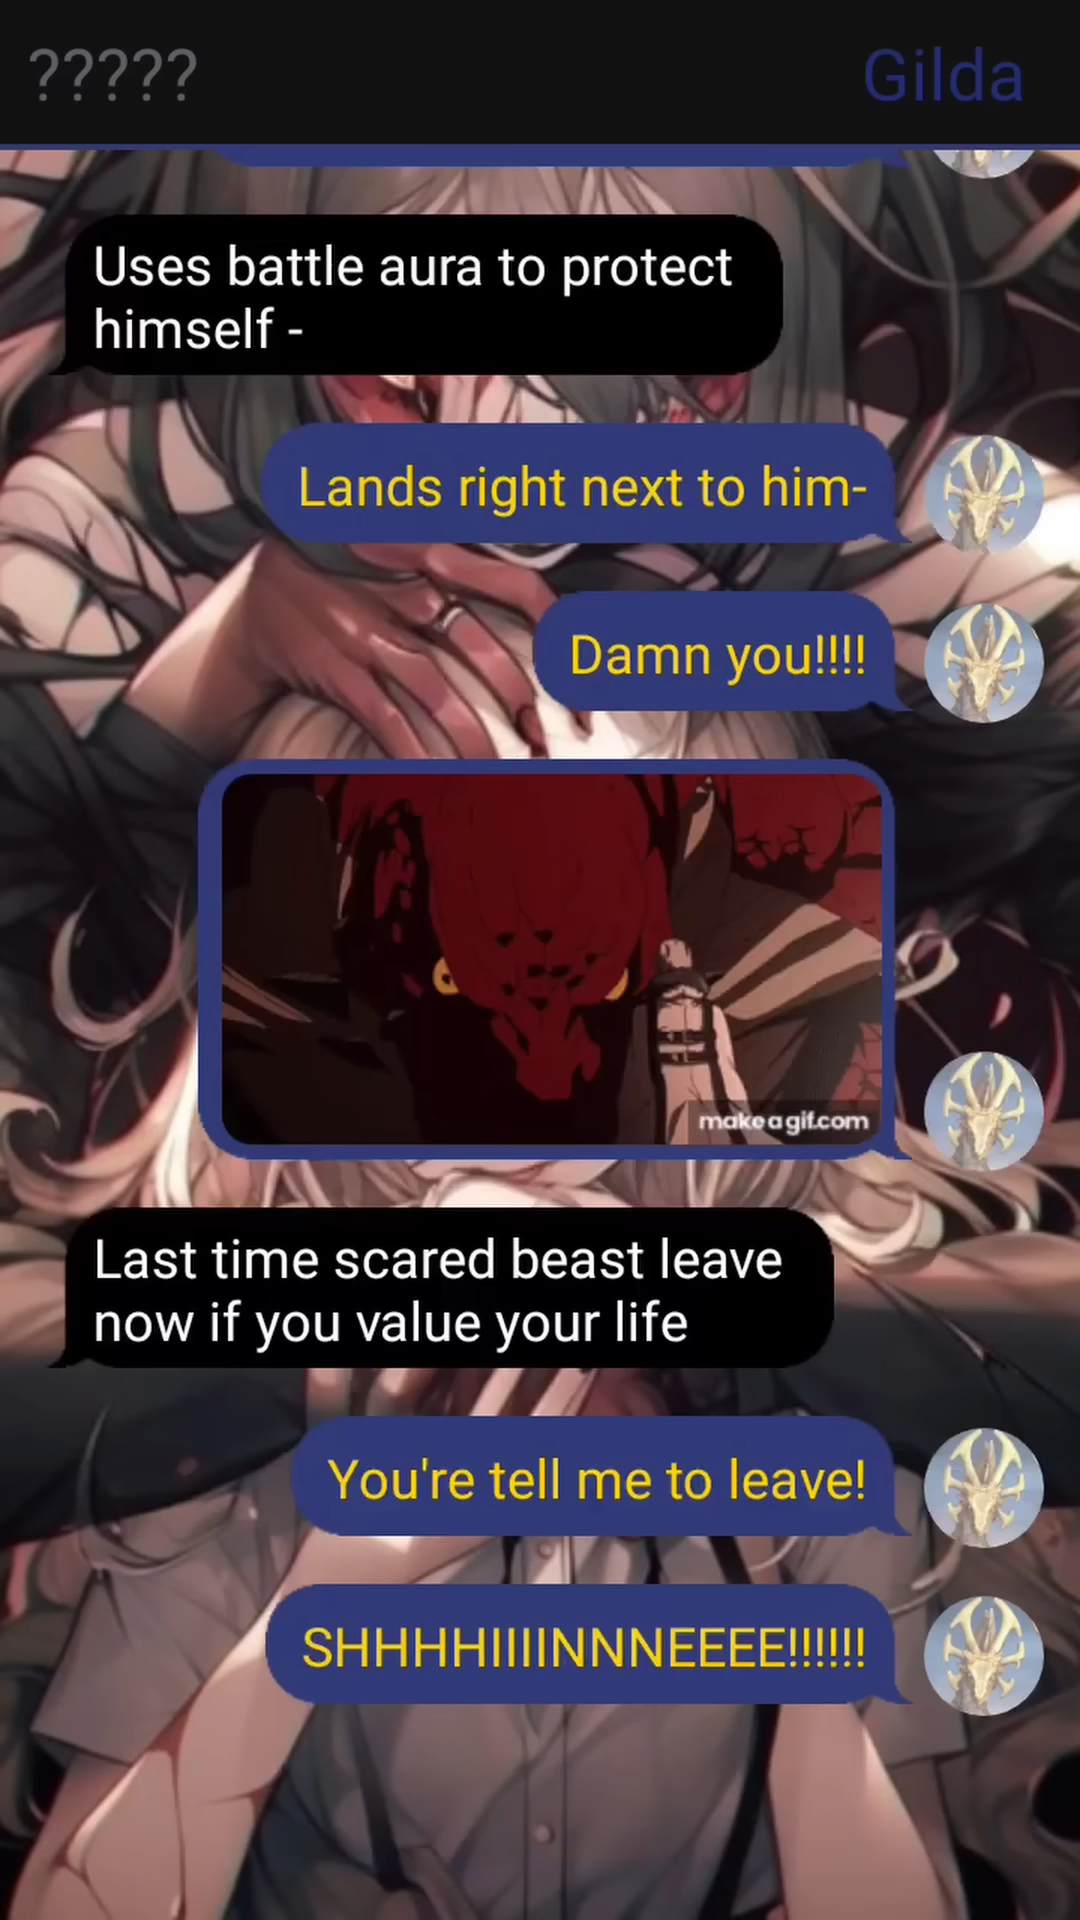 ?????
Gilda
Uses battle aura to protect
himself -
Lands right next to him-
Damn you!!!!
makeagif.com
Last time scared beast leave
now if you value your life
You're tell me to leave!
SHHHHIIIINNNEEEE!!!!!!